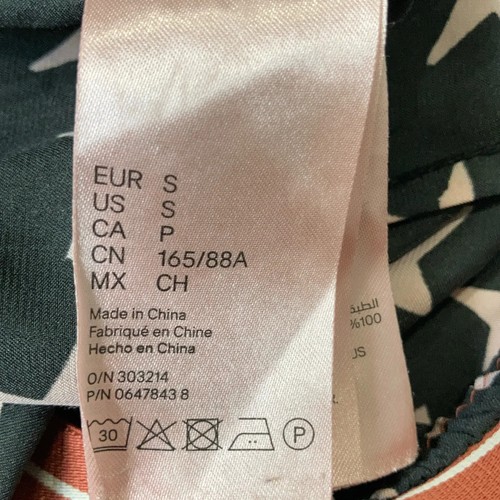 EUR S
US S
CA P
CN 165/88A
MX CH
Made in China
Fabriqué en Chine
Hecho en China
O/N 303214
P/N 0647843 8
30
P
%100